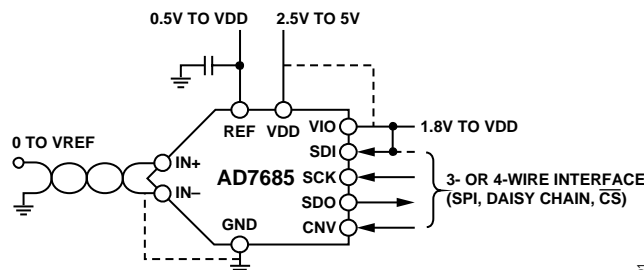 0.5V TO VDD
2.5V TO 5V
REF
VDD
VIO
1.8V TO VDD
0 TO VREF
SDI
IN+
AD7685
SCK
3- OR 4-WIRE INTERFACE
(SPI, DAISY CHAIN, CS)
IN–
SDO
GND
CNV